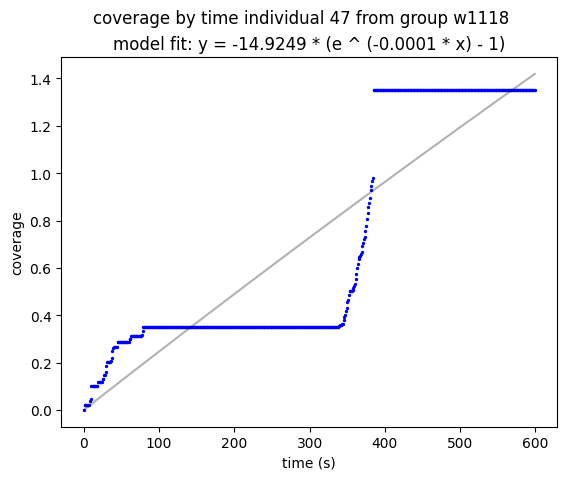 coverage by time individual 47 from group w1118
model fit: y = -14.9249 * (e ^ (-0.0001 * x) - 1)
1.4
1.2
1.0
0.8
0.6
0.4
0.2
0.0
coverage
0 100 200 300 400 500 600
time (s)